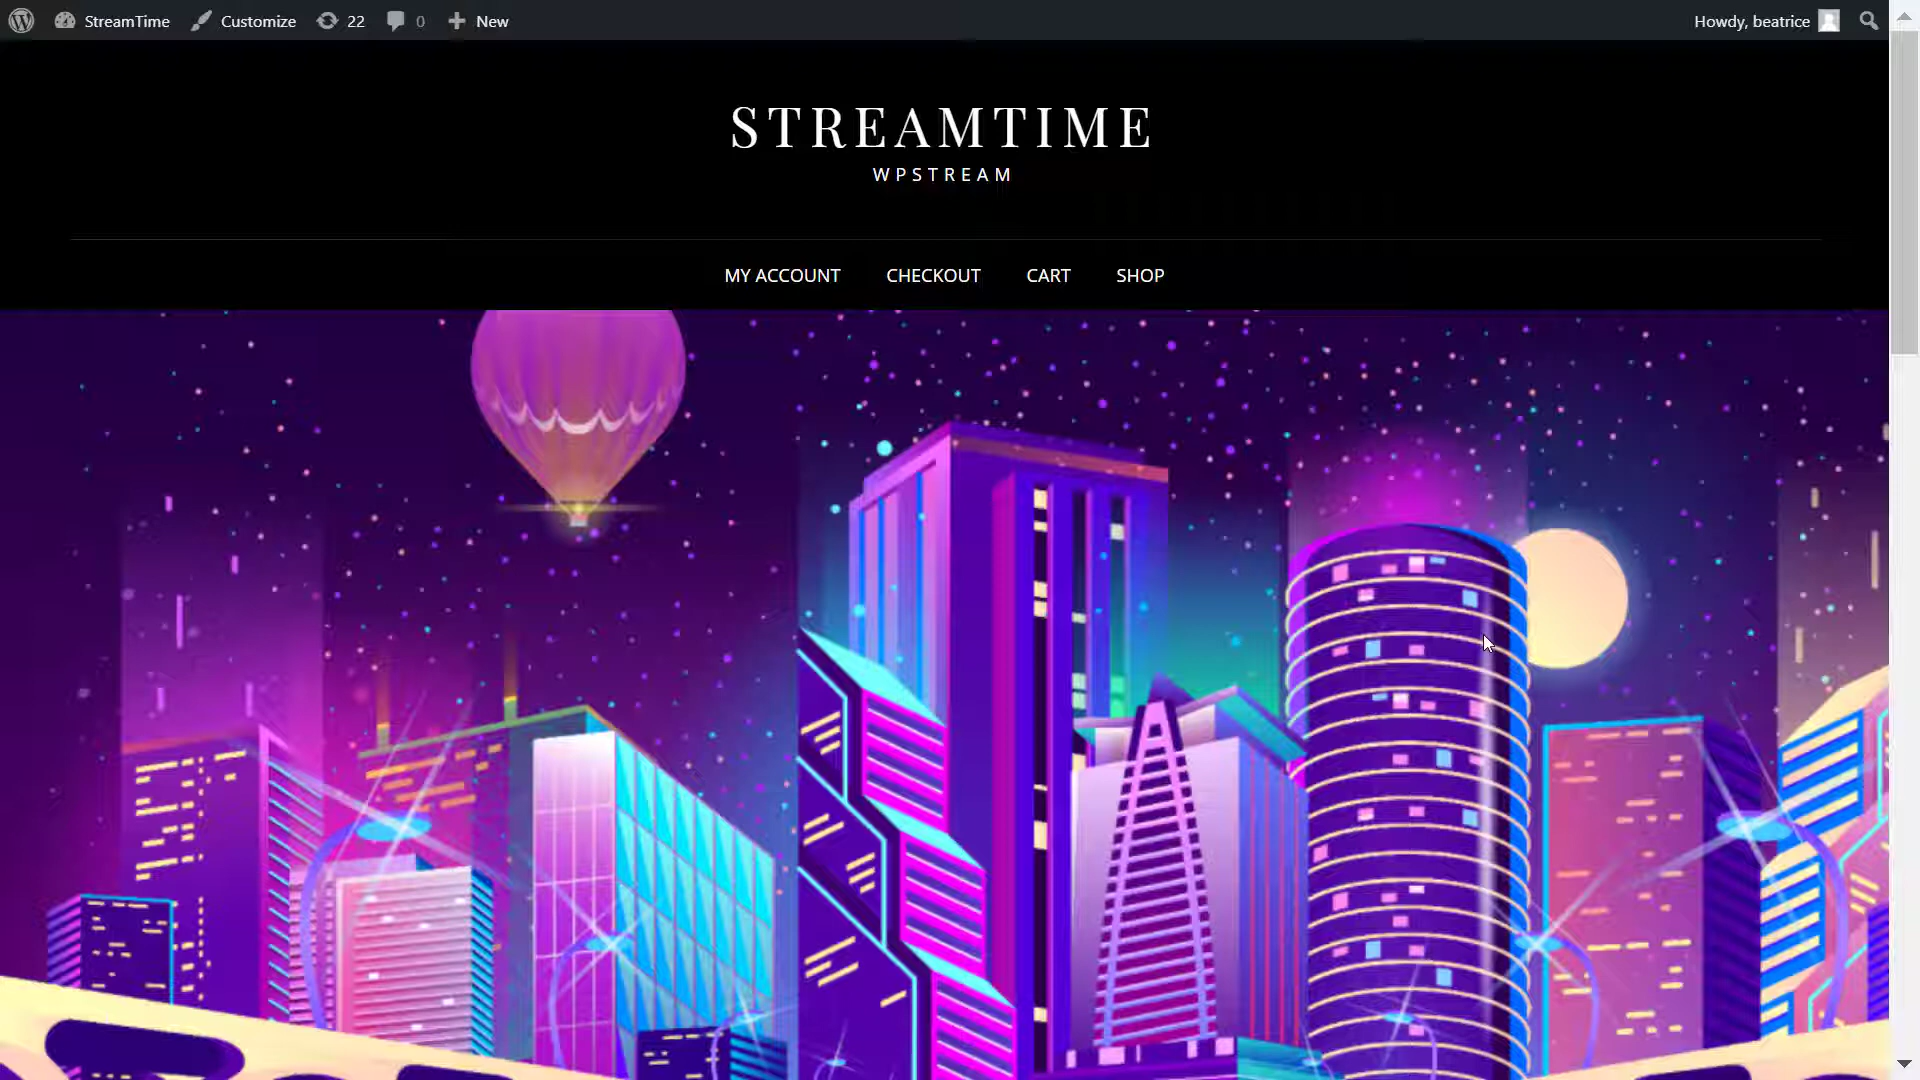 StreamTime Customize 22 0 New Howdy, beatrice
STREAMTIME
WPSTREAM
MY ACCOUNT CHECKOUT CART SHOP